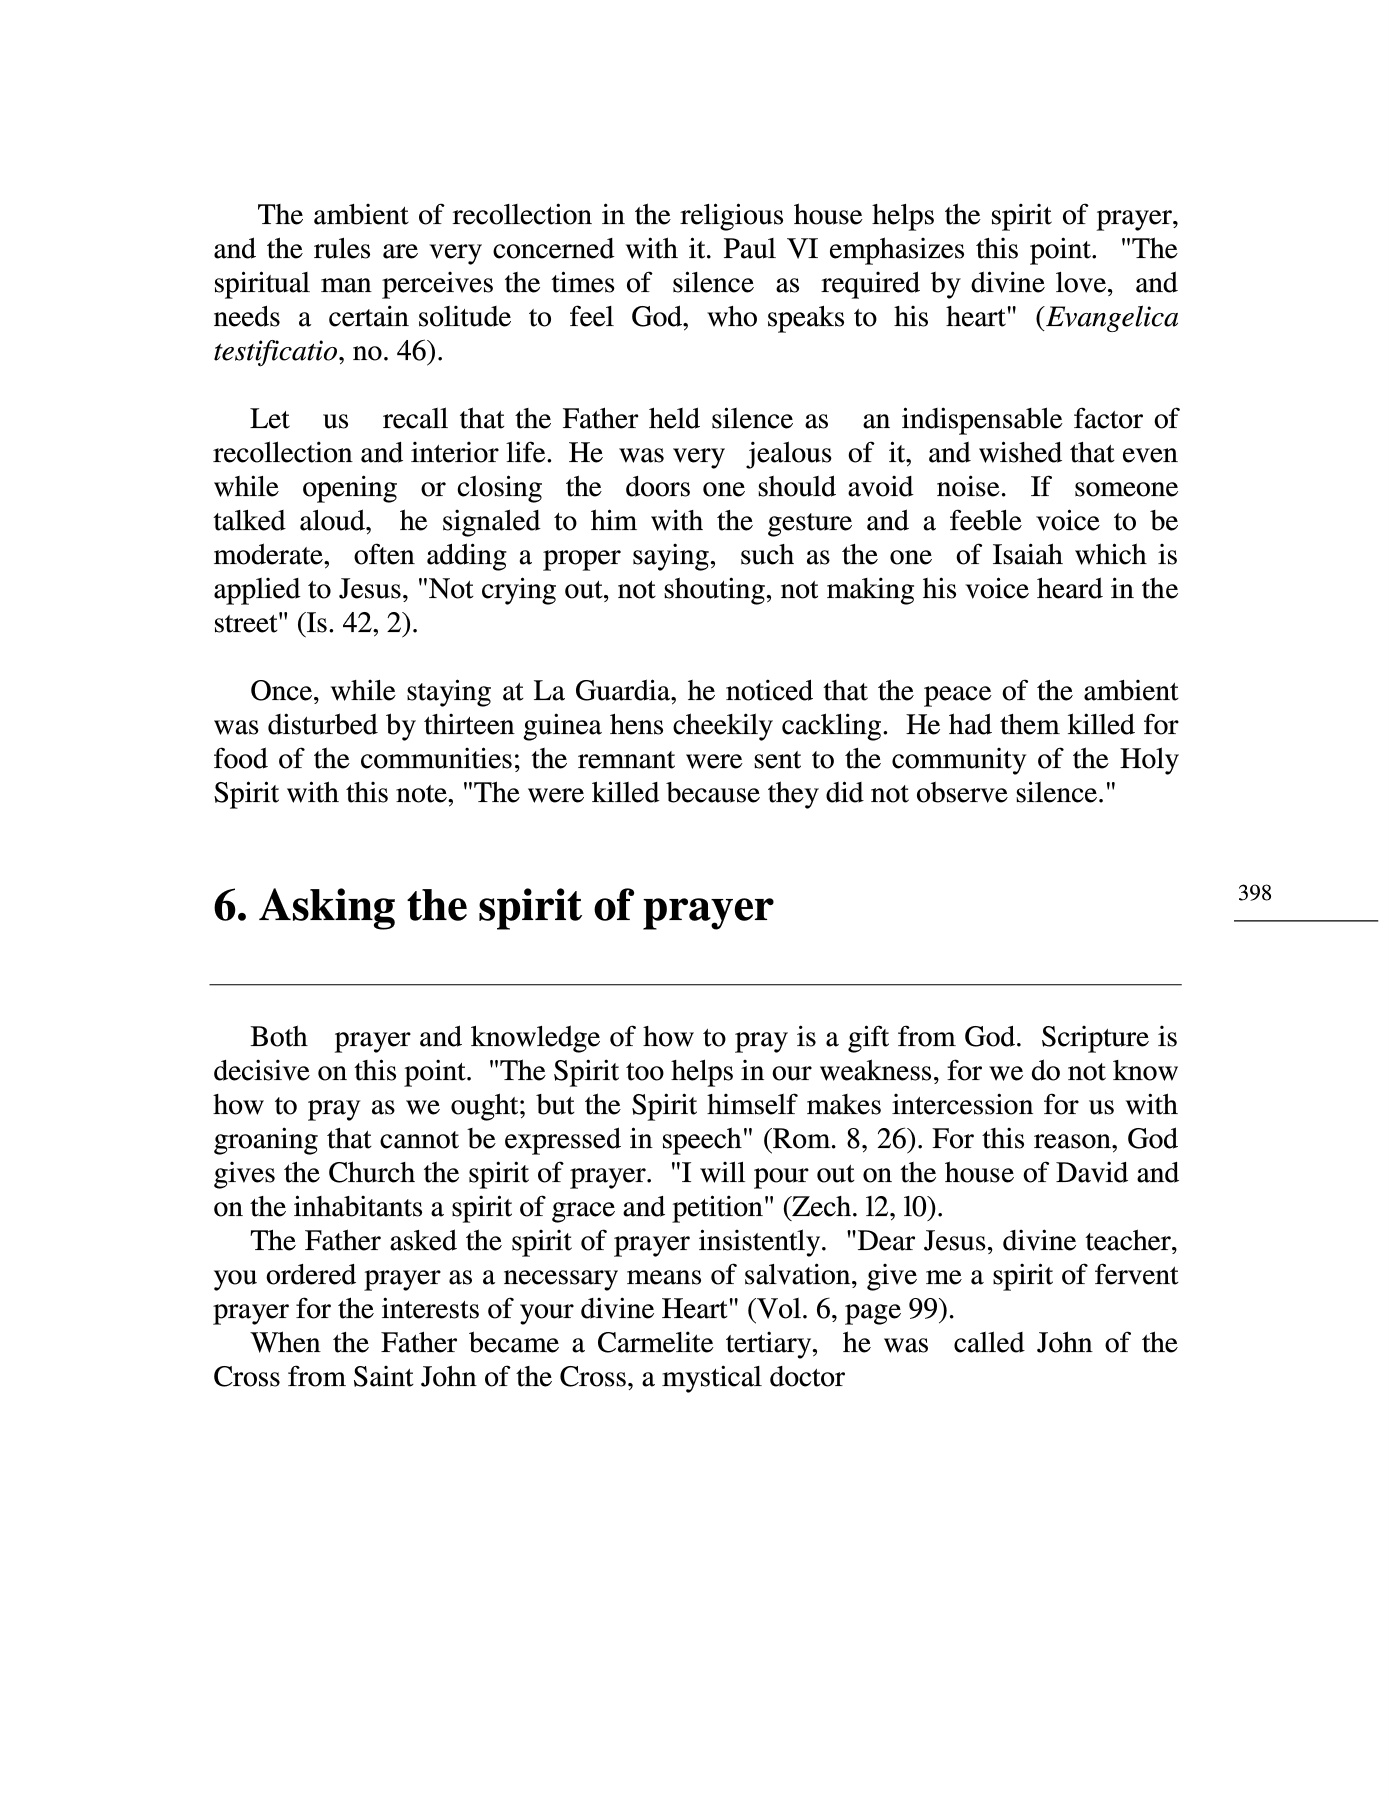 The ambient of recollection in the religious house helps the spirit of prayer,
and the rules are very concerned with it. Paul VI emphasizes this point. "The
spiritual man perceives the times of silence as required by divine love, and
needs a certain solitude to feel God, who speaks to his heart" (Evangelica
testificatio, no. 46).
Let us recall that the Father held silence as an indispensable factor of
recollection and interior life. He was very jealous of it, and wished that even
while opening or closing the doors one should avoid noise. If someone
talked aloud, he signaled to him with the gesture and a feeble voice to be
moderate, often adding a proper saying, such as the one of Isaiah which is
applied to Jesus, "Not crying out, not shouting, not making his voice heard in the
street" (Is. 42, 2).
Once, while staying at La Guardia, he noticed that the peace of the ambient
was disturbed by thirteen guinea hens cheekily cackling. He had them killed for
food of the communities; the remnant were sent to the community of the Holy
Spirit with this note, "The were killed because they did not observe silence."
6. Asking the spirit of prayer
398
Both prayer and knowledge of how to pray is a gift from God. Scripture is
decisive on this point. "The Spirit too helps in our weakness, for we do not know
how to pray as we ought; but the Spirit himself makes intercession for us with
groaning that cannot be expressed in speech" (Rom. 8, 26). For this reason, God
gives the Church the spirit of prayer. "I will pour out on the house of David and
on the inhabitants a spirit of grace and petition" (Zech. l2, l0).
The Father asked the spirit of prayer insistently. "Dear Jesus, divine teacher,
you ordered prayer as a necessary means of salvation, give me a spirit of fervent
prayer for the interests of your divine Heart" (Vol. 6, page 99).
When the Father became a Carmelite tertiary, he was called John of the
Cross from Saint John of the Cross, a mystical doctor